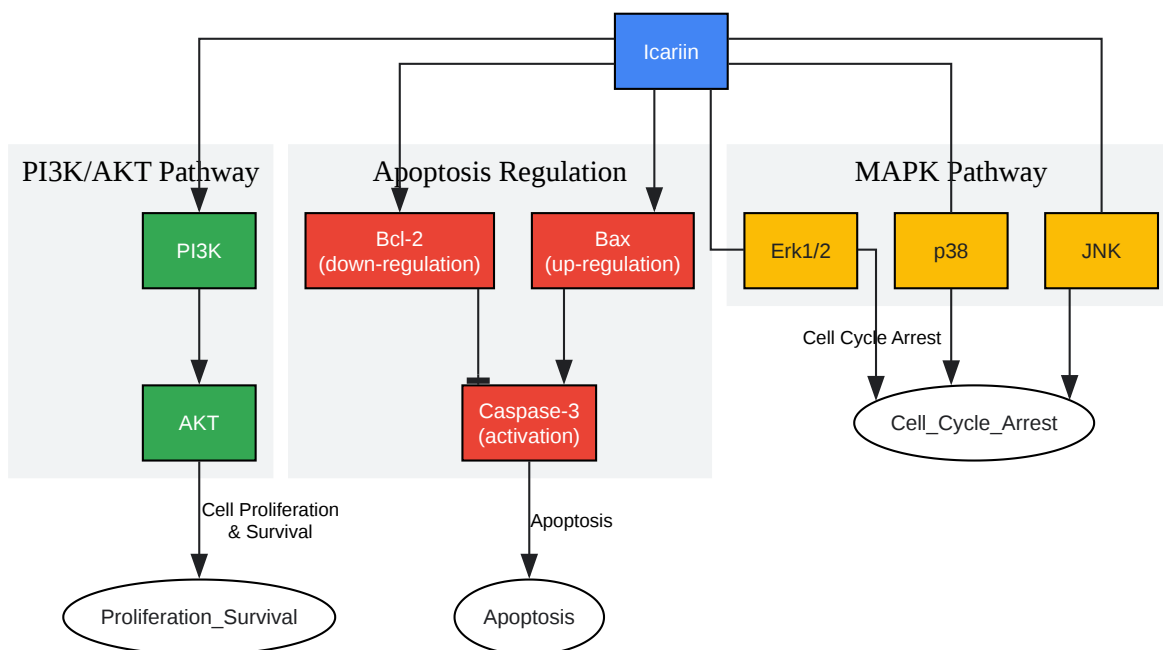 Icariin
PI3K/AKT Pathway
Apoptosis Regulation
MAPK Pathway
PI3K
Bcl-2
(down-regulation)
Bax
(up-regulation)
Erk1/2
p38
JNK
Cell Cycle Arrest
AKT
Caspase-3
(activation)
Cell_Cycle_Arrest
Cell Proliferation
& Survival
Apoptosis
Proliferation_Survival
Apoptosis